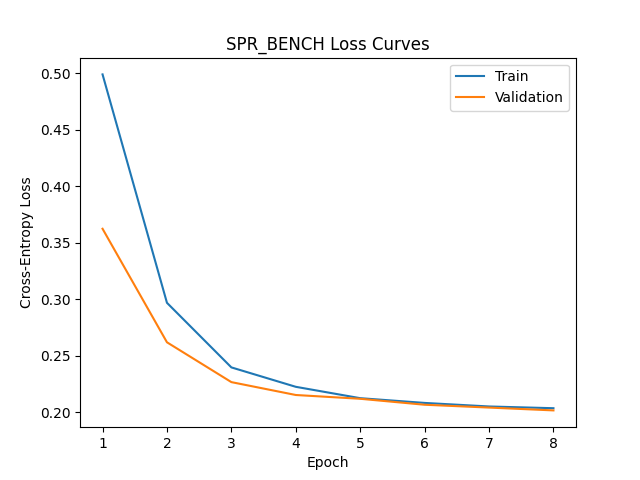 SPR_BENCH Loss Curves
Train
Validation
Cross-Entropy Loss
0.50
0.45
0.40
0.35
0.30
0.25
0.20
1 2 3 4 5 6 7 8
Epoch